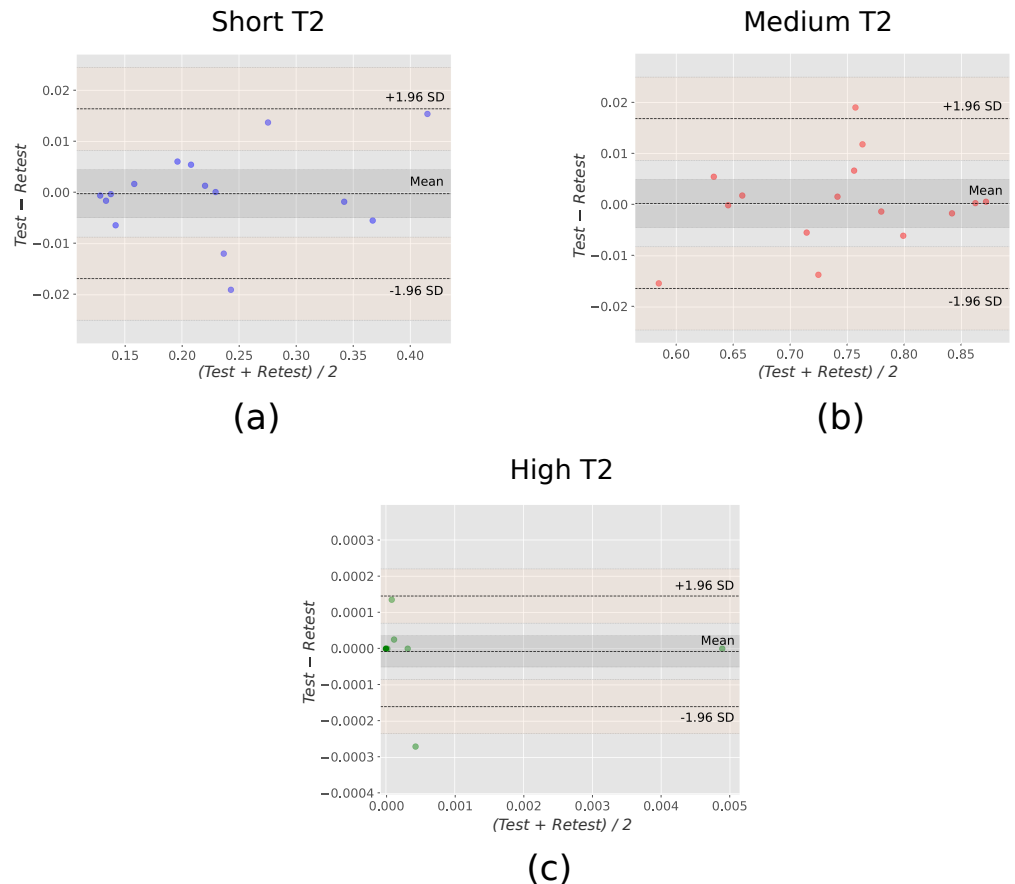 Short T2
0.02
0.01
0.00
−0.01
−0.02
Test − Retest
+1.96 SD
Mean
-1.96 SD
0.15 0.20 0.25 0.30 0.35 0.40
(Test + Retest) / 2
(a)
Medium T2
0.02
0.01
0.00
−0.01
−0.02
Test − Retest
+1.96 SD
Mean
-1.96 SD
0.60 0.65 0.70 0.75 0.80 0.85
(Test + Retest) / 2
(b)
High T2
0.0003
0.0002
0.0001
0.0000
−0.0001
−0.0002
−0.0003
−0.0004
Test − Retest
+1.96 SD
Mean
-1.96 SD
0.000 0.001 0.002 0.003 0.004 0.005
(Test + Retest) / 2
(c)